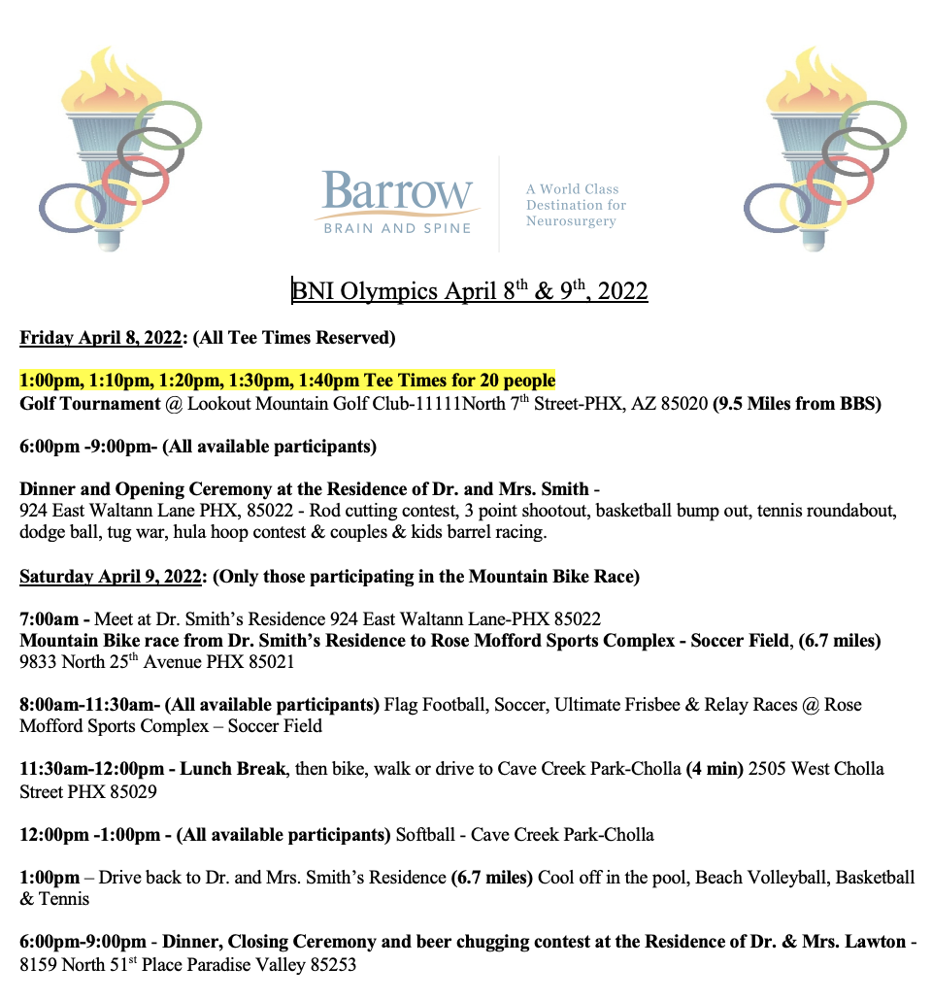 Barrow
BRAIN AND SPINE
A World Class
Destination for
Neurosurgery
BNI Olympics April 8th & 9th, 2022
Friday April 8, 2022: (All Tee Times Reserved)
1:00pm, 1:10pm, 1:20pm, 1:30pm, 1:40pm Tee Times for 20 people
Golf Tournament @ Lookout Mountain Golf Club-11111North 7th Street-PHX, AZ 85020 (9.5 Miles from BBS)
6:00pm -9:00pm- (All available participants)
Dinner and Opening Ceremony at the Residence of Dr. and Mrs. Smith -
924 East Waltann Lane PHX, 85022 - Rod cutting contest, 3 point shootout, basketball bump out, tennis roundabout,
dodge ball, tug war, hula hoop contest & couples & kids barrel racing.
Saturday April 9, 2022: (Only those participating in the Mountain Bike Race)
7:00am - Meet at Dr. Smith’s Residence 924 East Waltann Lane-PHX 85022
Mountain Bike race from Dr. Smith’s Residence to Rose Mofford Sports Complex - Soccer Field, (6.7 miles)
9833 North 25th Avenue PHX 85021
8:00am-11:30am- (All available participants) Flag Football, Soccer, Ultimate Frisbee & Relay Races @ Rose
Mofford Sports Complex – Soccer Field
11:30am-12:00pm - Lunch Break, then bike, walk or drive to Cave Creek Park-Cholla (4 min) 2505 West Cholla
Street PHX 85029
12:00pm -1:00pm - (All available participants) Softball - Cave Creek Park-Cholla
1:00pm – Drive back to Dr. and Mrs. Smith’s Residence (6.7 miles) Cool off in the pool, Beach Volleyball, Basketball
& Tennis
6:00pm-9:00pm - Dinner, Closing Ceremony and beer chugging contest at the Residence of Dr. & Mrs. Lawton -
8159 North 51st Place Paradise Valley 85253